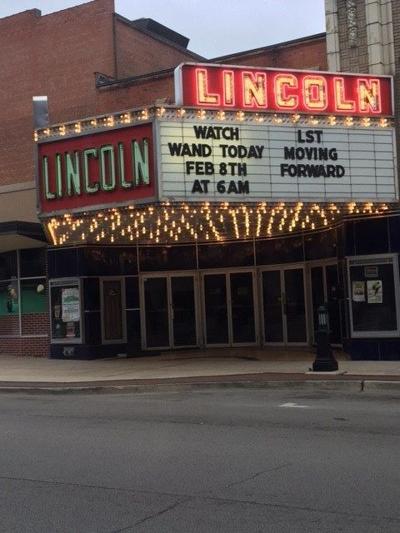 LINCOLN
LINCOLN
WATCH
WAND TODAY
FEB 8TH
AT 6AM
LST
MOVING
FORWARD